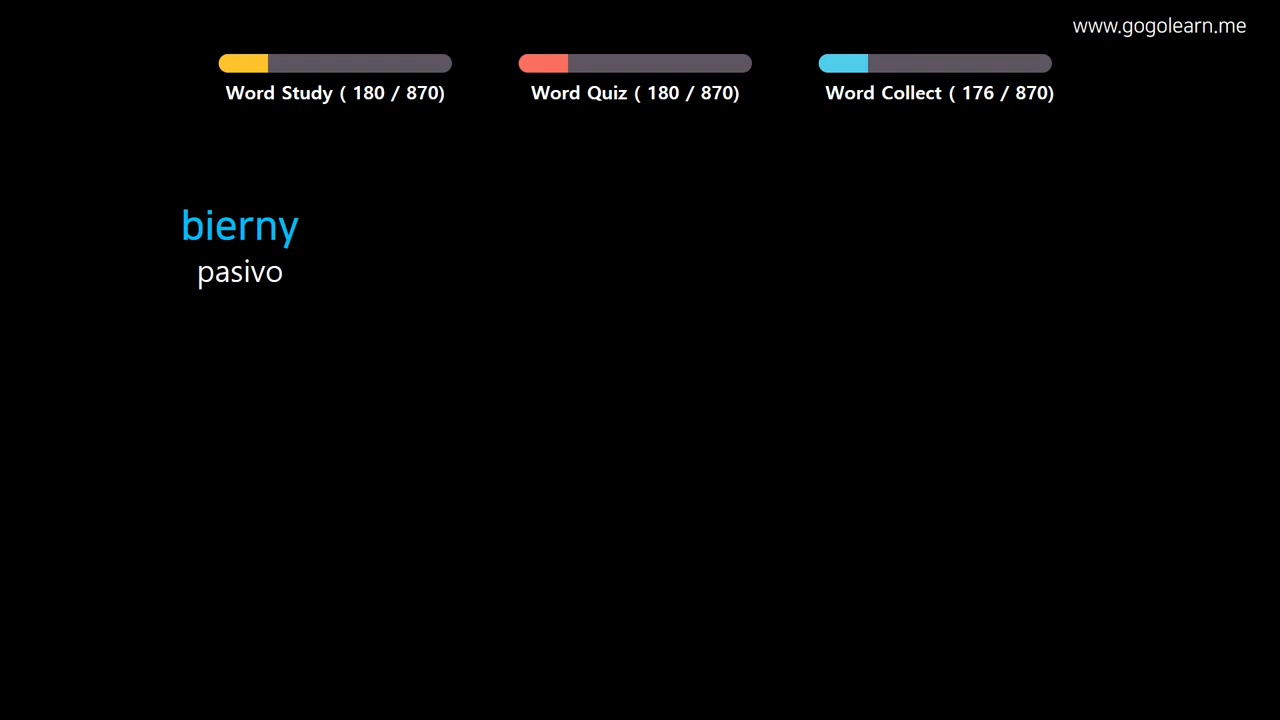 www.gogolearn.me
Word Study ( 180 / 870)
Word Quiz ( 180 / 870)
Word Collect ( 176 / 870)
bierny
pasivo